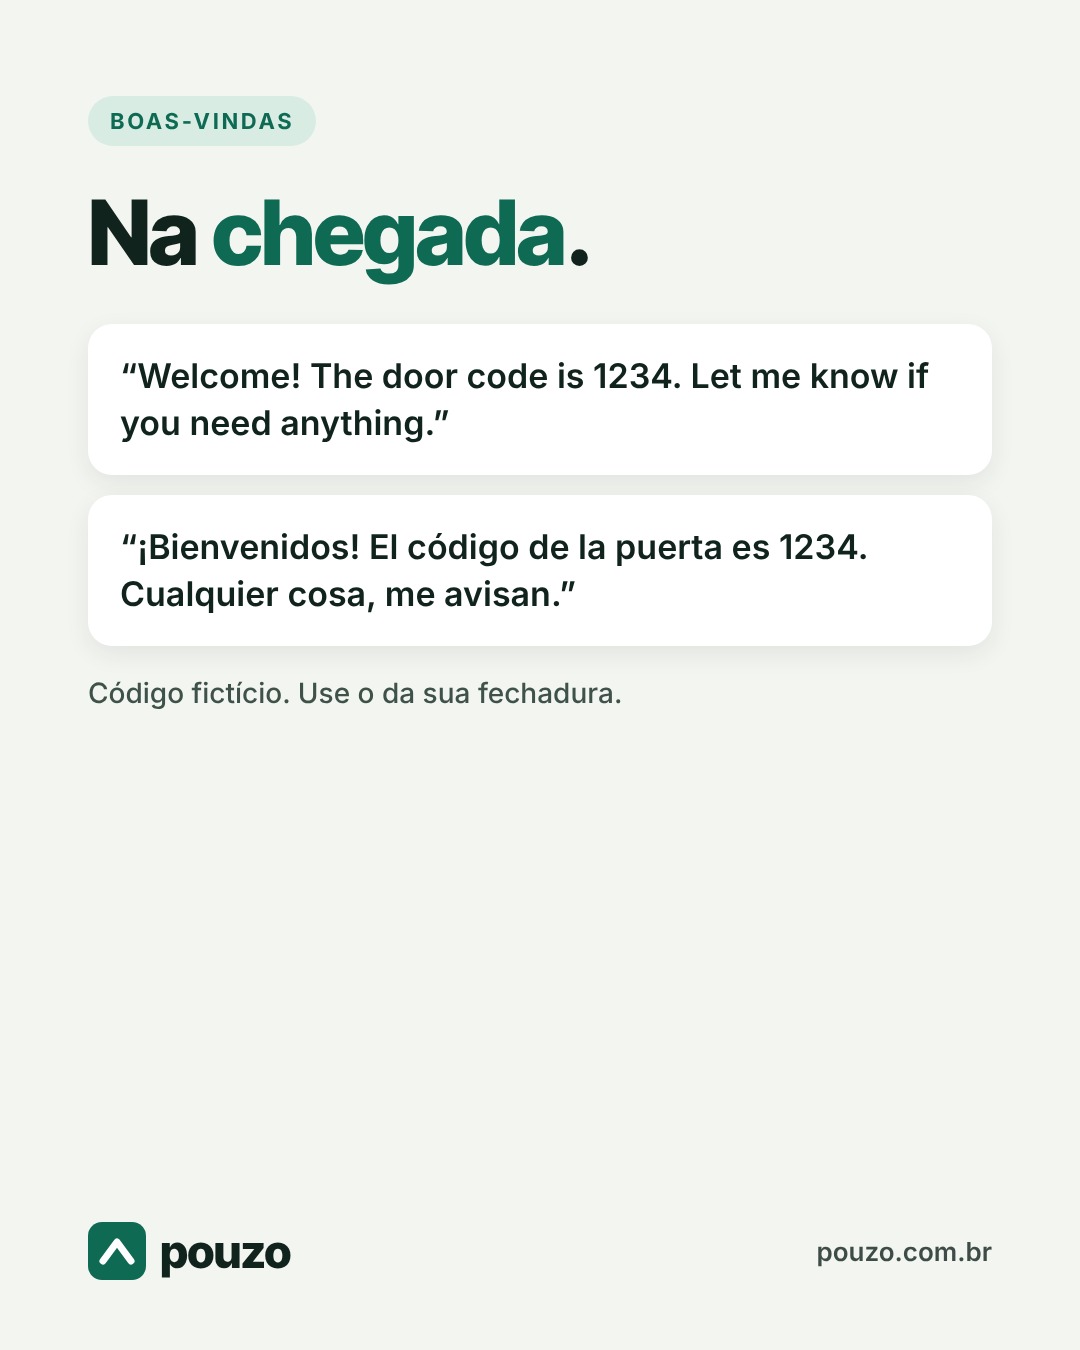 BOAS-VINDAS
Na chegada.
“Welcome! The door code is 1234. Let me know if
you need anything.”
“¡Bienvenidos! El código de la puerta es 1234.
Cualquier cosa, me avisan.”
Código fictício. Use o da sua fechadura.
pouzo
pouzo.com.br